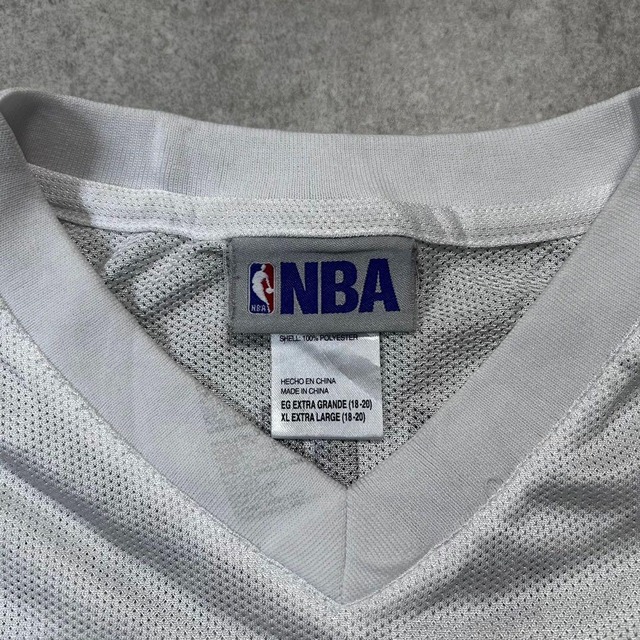 NBA
NBA
SHELL: 100% POLYESTER
HECHO EN CHINA
MADE IN CHINA
EG EXTRA GRANDE (18-20)
XL EXTRA LARGE (18-20)